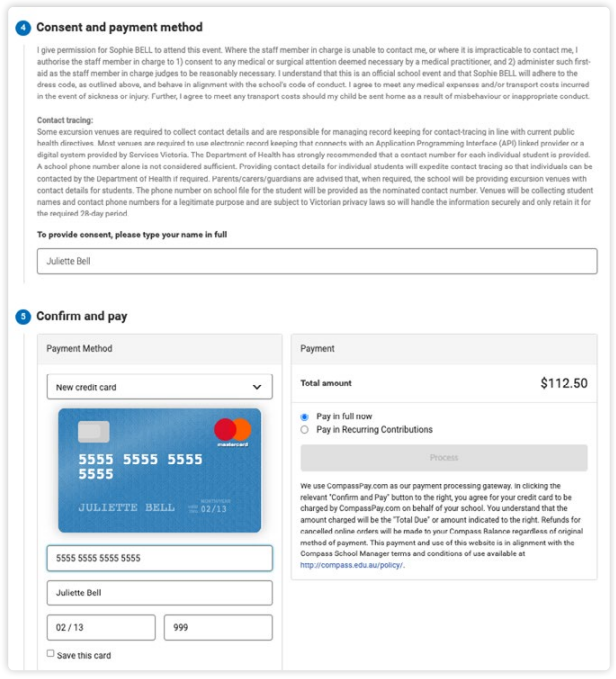 4 Consent and payment method
I give permission for Sophie BELL to attend this event. Where the staff member in charge is unable to contact me, or where it is impracticable to contact me, I
authorise the staff member in charge to 1) consent to any medical or surgical attention deemed necessary by a medical practitioner, and 2) administer such first-
aid as the staff member in charge judges to be reasonably necessary. I understand that this is an official school event and that Sophie BELL will adhere to the
dress code, as outlined above, and behave in alignment with the school's code of conduct. I agree to meet any medical expenses and/or transport costs incurred
in the event of sickness or injury. Further, I agree to meet any transport costs should my child be sent home as a result of misbehaviour or inappropriate conduct.
Contact tracing:
Some excursion venues are required to collect contact details and are responsible for managing record keeping for contact-tracing in line with current public
health directives. Most venues are required to use electronic record keeping that connects with an Application Programming Interface (API) linked provider or a
digital system provided by Services Victoria. The Department of Health has strongly recommended that a contact number for each individual student is provided.
A school phone number alone is not considered sufficient. Providing contact details for individual students will expedite contact tracing so that individuals can be
contacted by the Department of Health if required. Parents/carers/guardians are advised that, when required, the school will be providing excursion venues with
contact details for students. The phone number on school file for the student will be provided as the nominated contact number. Venues will be collecting student
names and contact phone numbers for a legitimate purpose and are subject to Victorian privacy laws so will handle the information securely and only retain it for
the required 28-day period
To provide consent, please type your name in full
Juliette Bell
5 Confirm and pay
Payment Method
New credit card
mastercard
5555 5555 5555
5555
JULIETTE BELL 02/13
5555 5555 5555 5555
Juliette Bell
02 / 13
999
Save this card
Payment
Total amount $112.50
Pay in full now
Pay in Recurring Contributions
Process
We use CompassPay.com as our payment processing gateway. In clicking the
relevant "Confirm and Pay" button to the right, you agree for your credit card to be
charged by CompassPay.com on behalf of your school. You understand that the
amount charged will be the "Total Due" or amount indicated to the right. Refunds for
cancelled online orders will be made to your Compass Balance regardless of original
method of payment. This payment and use of this website is in alignment with the
Compass School Manager terms and conditions of use available at
http://compass.edu.au/policy/.